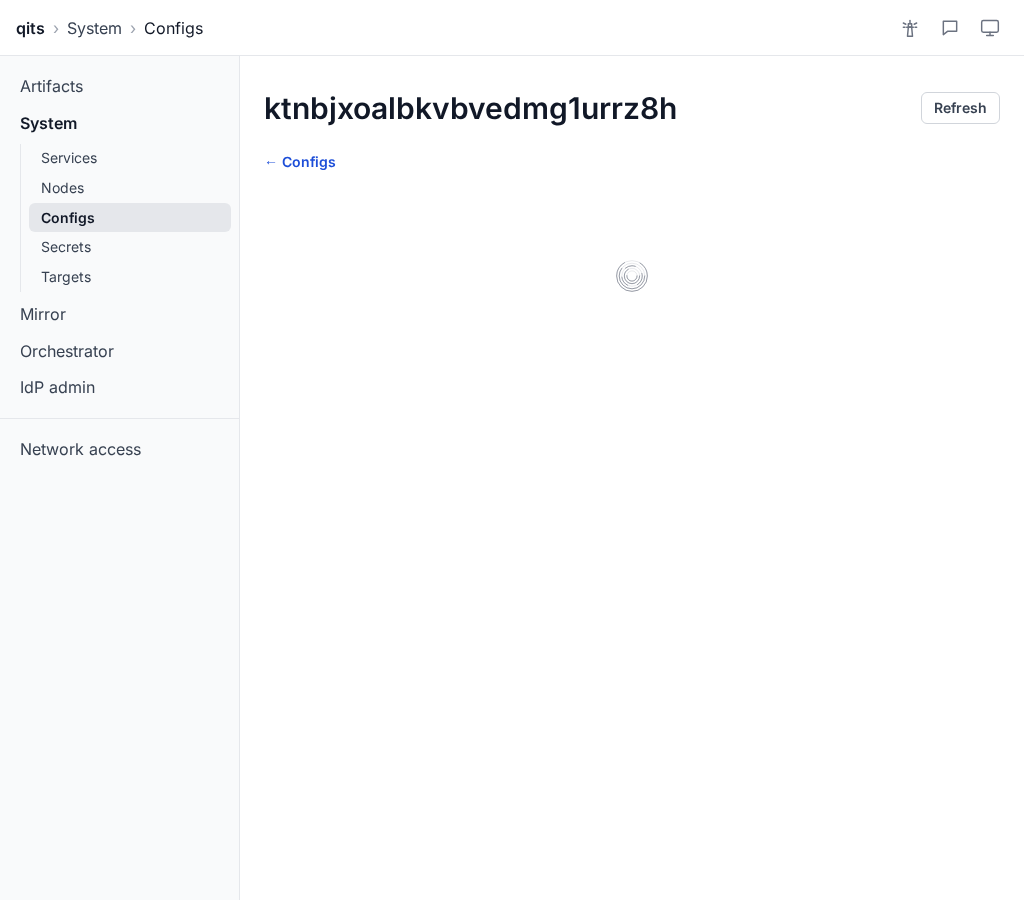 qits › System › Configs
Artifacts
System
Services
Nodes
Configs
Secrets
Targets
Mirror
Orchestrator
IdP admin
Network access
ktnbjxoalbkvbvedmg1urrz8h
Refresh
← Configs